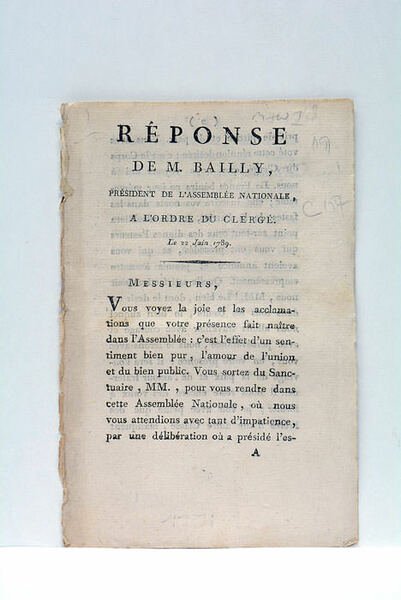 RÉPONSE
DE M. BAILLY,
PRÉSIDENT DE L'ASSEMBLÉE NATIONALE,
A L'ORDRE DU CLERGÉ.
Le 22 Juin 1789.
MESSIEURS,
Vous voyez la joie et les acclama-
tions que votre présence fait naître
dans l'Assemblée : c'est l'effet d'un sen-
timent bien pur, l'amour de l'union
et du bien public. Vous sortez du Sanc-
tuaire, MM., pour vous rendre dans
cette Assemblée Nationale, où nous
vous attendions avec tant d'impatience,
par une délibération où a présidé l'es-
A